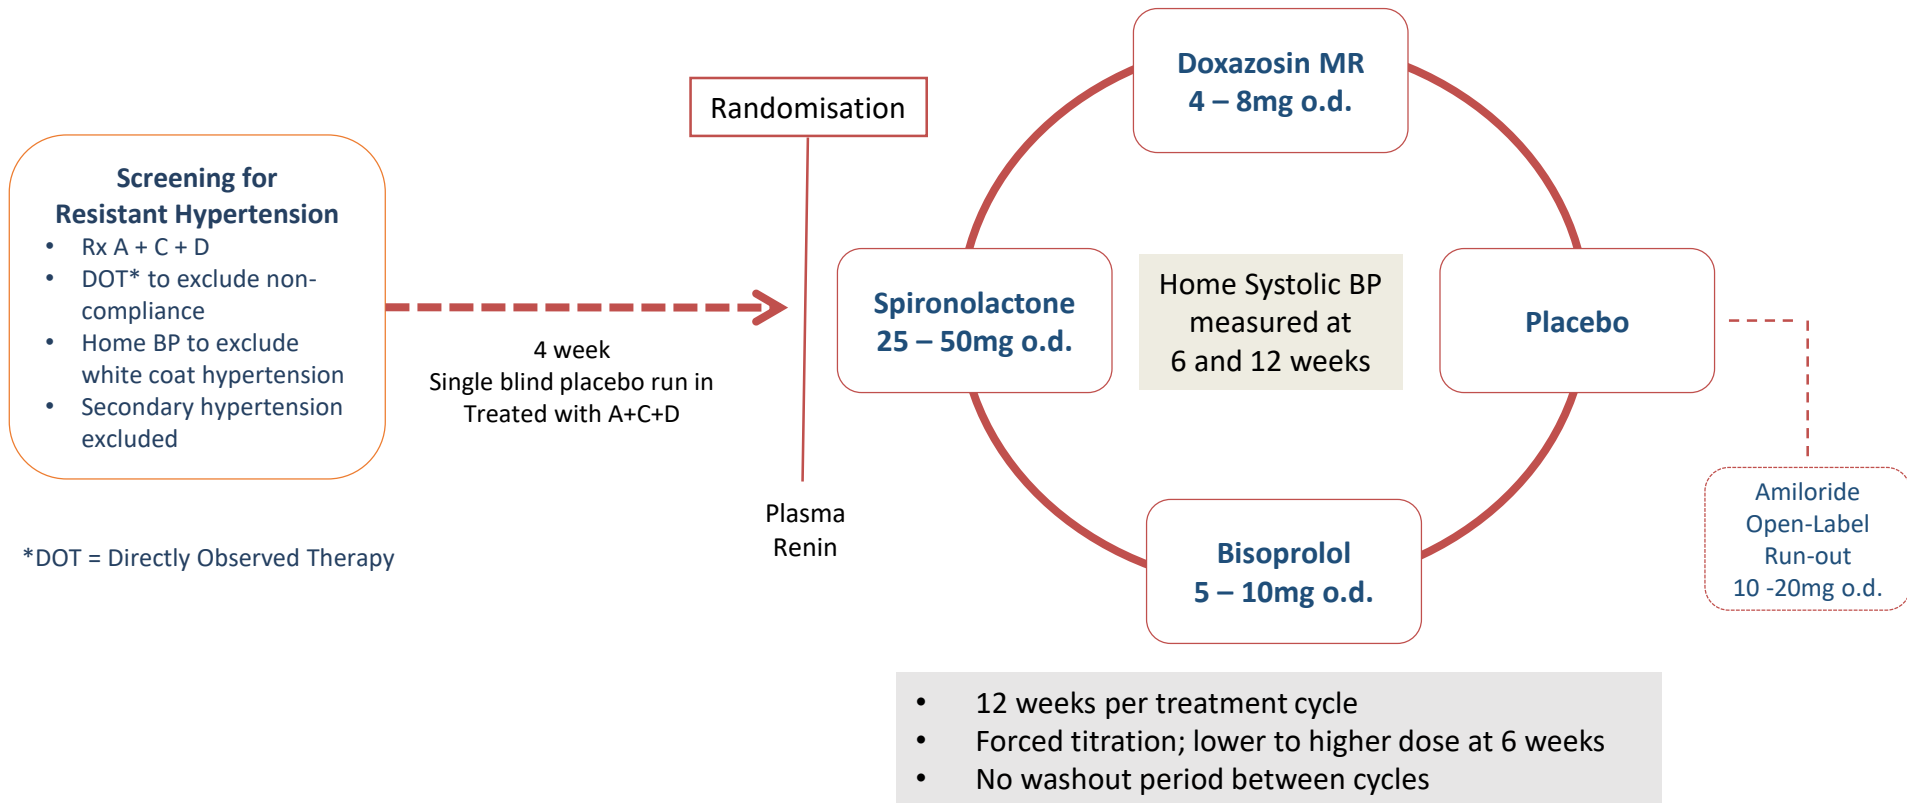 Screening for
Resistant Hypertension
• Rx A + C + D
• DOT* to exclude non-
compliance
• Home BP to exclude
white coat hypertension
• Secondary hypertension
excluded
*DOT = Directly Observed Therapy
4 week
Single blind placebo run in
Treated with A+C+D
Randomisation
Plasma
Renin
Doxazosin MR
4 – 8mg o.d.
Spironolactone
25 – 50mg o.d.
Home Systolic BP
measured at
6 and 12 weeks
Placebo
Bisoprolol
5 – 10mg o.d.
Amiloride
Open-Label
Run-out
10 -20mg o.d.
• 12 weeks per treatment cycle
• Forced titration; lower to higher dose at 6 weeks
• No washout period between cycles